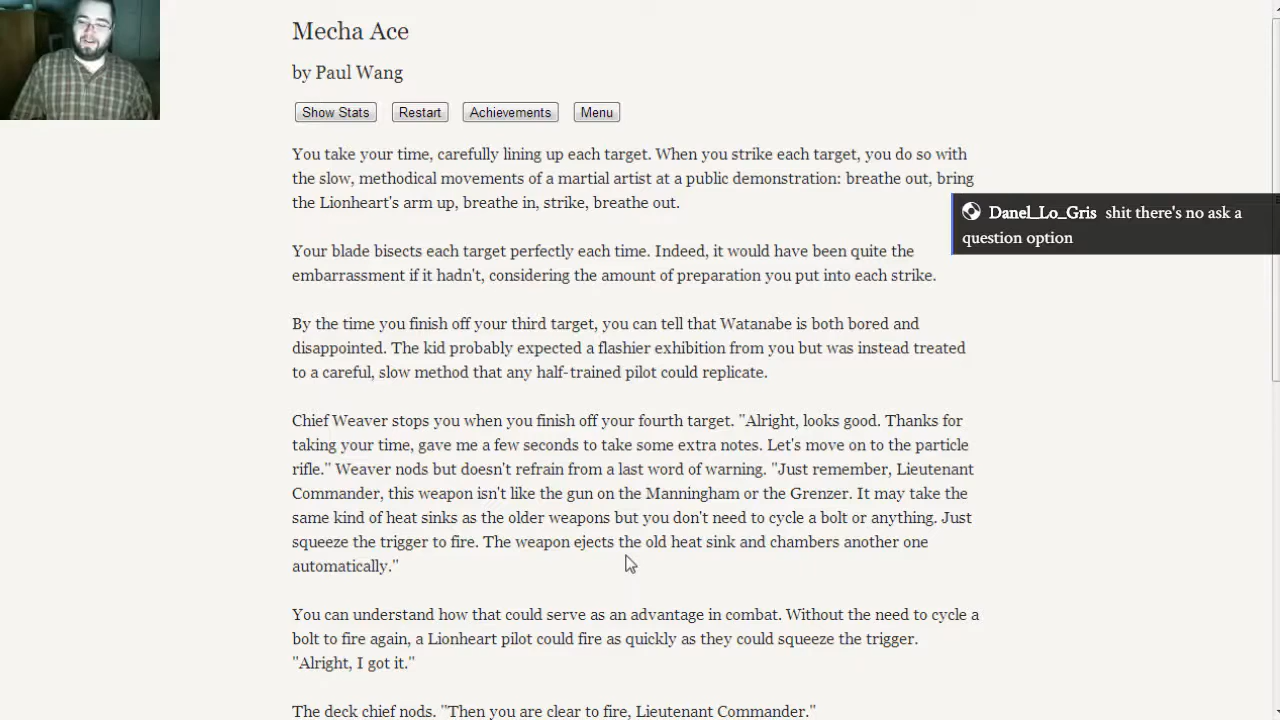 Mecha Ace
by Paul Wang
Show Stats Restart Achievements Menu
You take your time, carefully lining up each target. When you strike each target, you do so with
the slow, methodical movements of a martial artist at a public demonstration: breathe out, bring
the Lionheart's arm up, breathe in, strike, breathe out.
Danel_Lo_Gris shit there's no ask a
question option
Your blade bisects each target perfectly each time. Indeed, it would have been quite the
embarrassment if it hadn't, considering the amount of preparation you put into each strike.
By the time you finish off your third target, you can tell that Watanabe is both bored and
disappointed. The kid probably expected a flashier exhibition from you but was instead treated
to a careful, slow method that any half-trained pilot could replicate.
Chief Weaver stops you when you finish off your fourth target. "Alright, looks good. Thanks for
taking your time, gave me a few seconds to take some extra notes. Let's move on to the particle
rifle." Weaver nods but doesn't refrain from a last word of warning. "Just remember, Lieutenant
Commander, this weapon isn't like the gun on the Manningham or the Grenzer. It may take the
same kind of heat sinks as the older weapons but you don't need to cycle a bolt or anything. Just
squeeze the trigger to fire. The weapon ejects the old heat sink and chambers another one
automatically."
You can understand how that could serve as an advantage in combat. Without the need to cycle a
bolt to fire again, a Lionheart pilot could fire as quickly as they could squeeze the trigger.
"Alright, I got it."
The deck chief nods. "Then you are clear to fire, Lieutenant Commander."